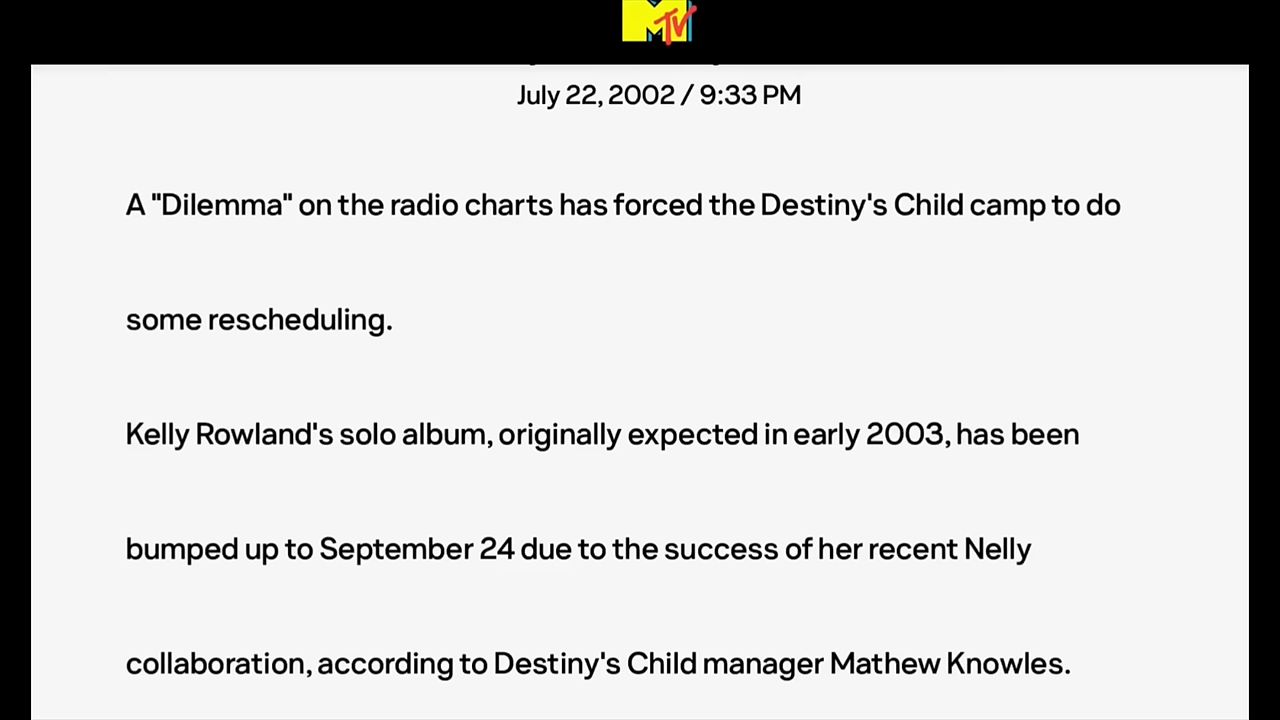 MTV
July 22, 2002 / 9:33 PM
A "Dilemma" on the radio charts has forced the Destiny's Child camp to do
some rescheduling.
Kelly Rowland's solo album, originally expected in early 2003, has been
bumped up to September 24 due to the success of her recent Nelly
collaboration, according to Destiny's Child manager Mathew Knowles.